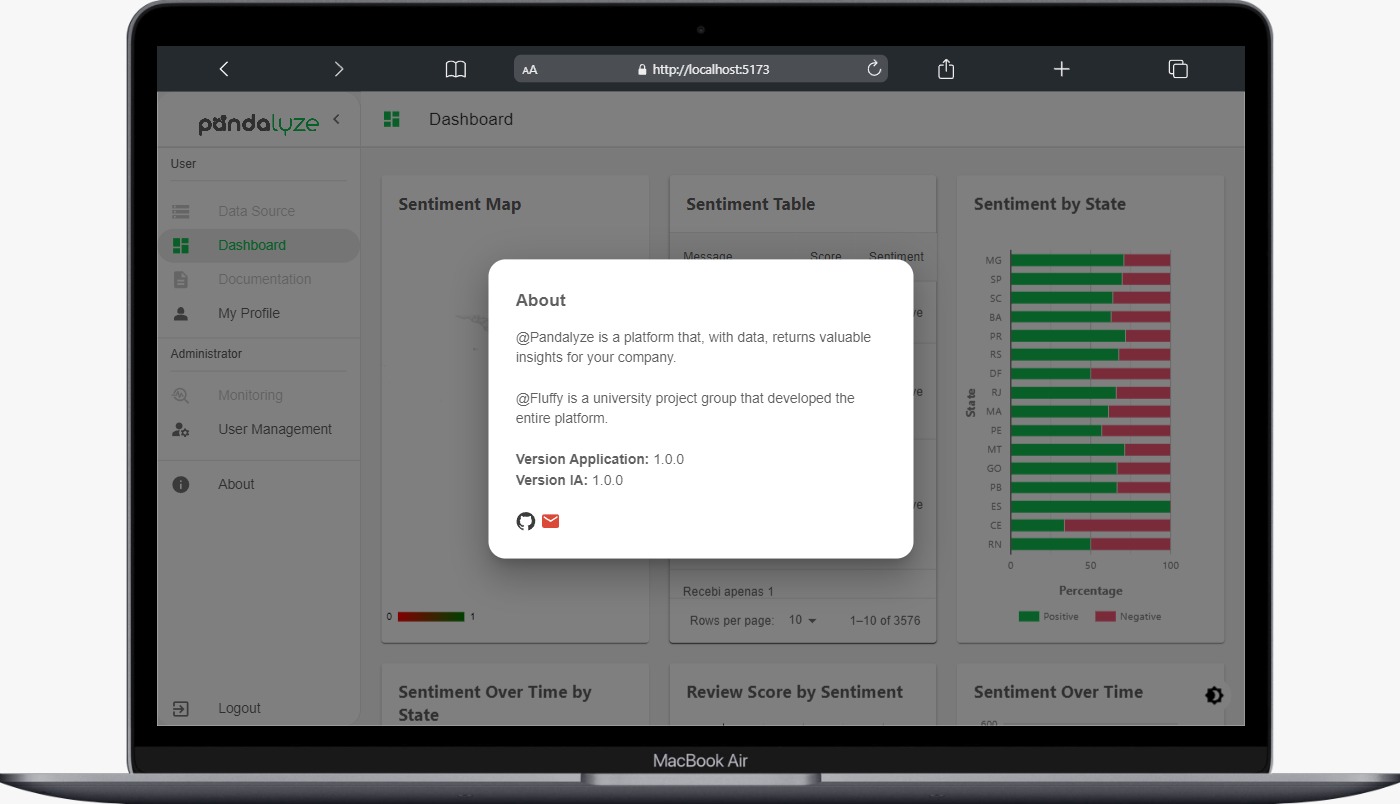 AA
http://localhost:5173
pandalyze
Dashboard
User
Data Source
Dashboard
Documentation
My Profile
Administrator
Monitoring
User Management
About
Logout
Sentiment Map
0
1
Sentiment Table
Message Score Sentiment
ve
ve
ve
Recebi apenas 1
Rows per page: 10 1–10 of 3576
Sentiment by State
State
MG
SP
SC
BA
PR
RS
DF
RJ
MA
PE
MT
GO
PB
ES
CE
RN
0 50 100
Percentage
Positive Negative
About
@Pandalyze is a platform that, with data, returns valuable
insights for your company.
@Fluffy is a university project group that developed the
entire platform.
Version Application: 1.0.0
Version IA: 1.0.0
Sentiment Over Time by
State
Review Score by Sentiment
Sentiment Over Time
600
MacBook Air